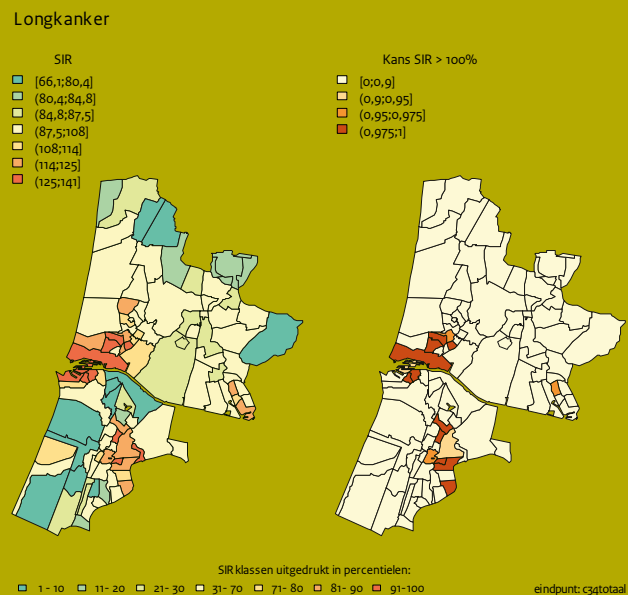 Longkanker
SIR
[66,1;80,4]
(80,4;84,8]
(84,8;87,5]
(87,5;108]
(108;114]
(114;125]
(125;141]
Kans SIR > 100%
[0;0,9]
(0,9;0,95]
(0,95;0,975]
(0,975;1]
SIR klassen uitgedrukt in percentielen:
1 - 10 11- 20 21- 30 31- 70 71- 80 81- 90 91-100
eindpunt: c34totaal